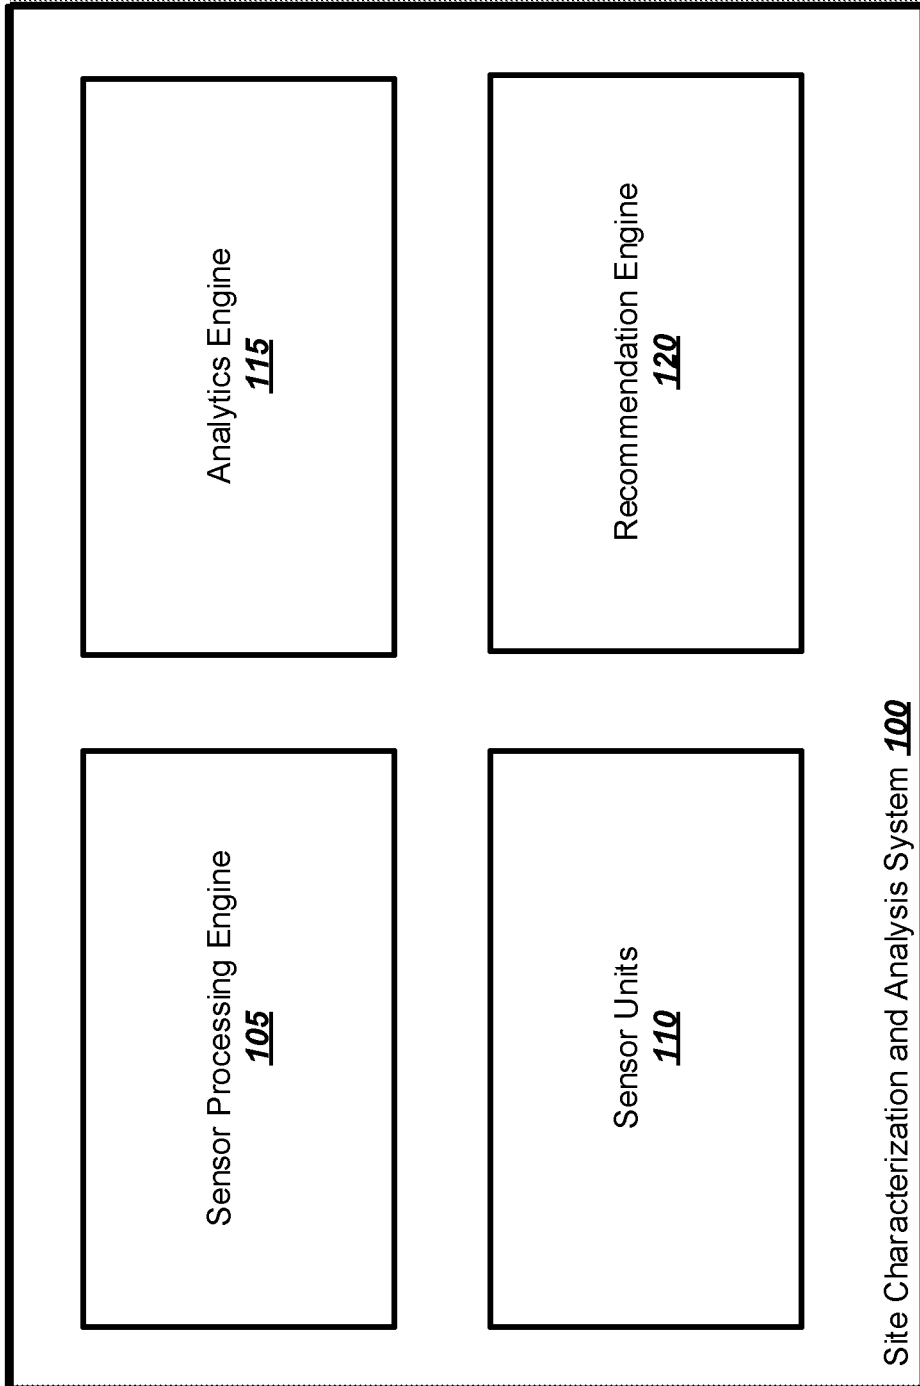 Sensor Processing Engine
105
Analytics Engine
115
Sensor Units
110
Recommendation Engine
120
Site Characterization and Analysis System 100